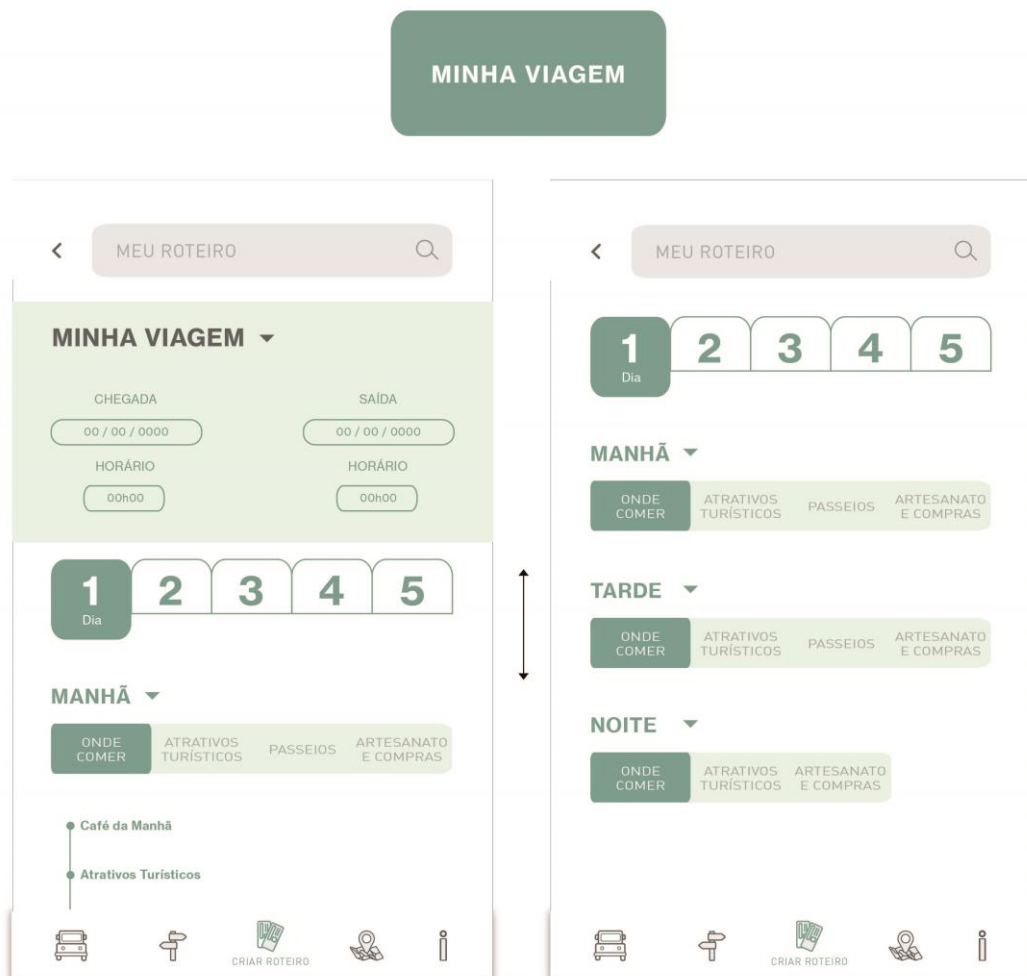 MINHA VIAGEM
MEU ROTEIRO
MINHA VIAGEM
CHEGADA
SAÍDA
00 / 00 / 0000
00 / 00 / 0000
HORÁRIO
HORÁRIO
00h00
00h00
1 2 3 4 5
Dia
MANHÃ
ONDE
COMER
ATRATIVOS
TURÍSTICOS
PASSEIOS
ARTESANATO
E COMPRAS
Café da Manhã
Atrativos Turísticos
CRIAR ROTEIRO
MEU ROTEIRO
1 2 3 4 5
Dia
MANHÃ
ONDE
COMER
ATRATIVOS
TURÍSTICOS
PASSEIOS
ARTESANATO
E COMPRAS
TARDE
ONDE
COMER
ATRATIVOS
TURÍSTICOS
PASSEIOS
ARTESANATO
E COMPRAS
NOITE
ONDE
COMER
ATRATIVOS
TURÍSTICOS
ARTESANATO
E COMPRAS
CRIAR ROTEIRO